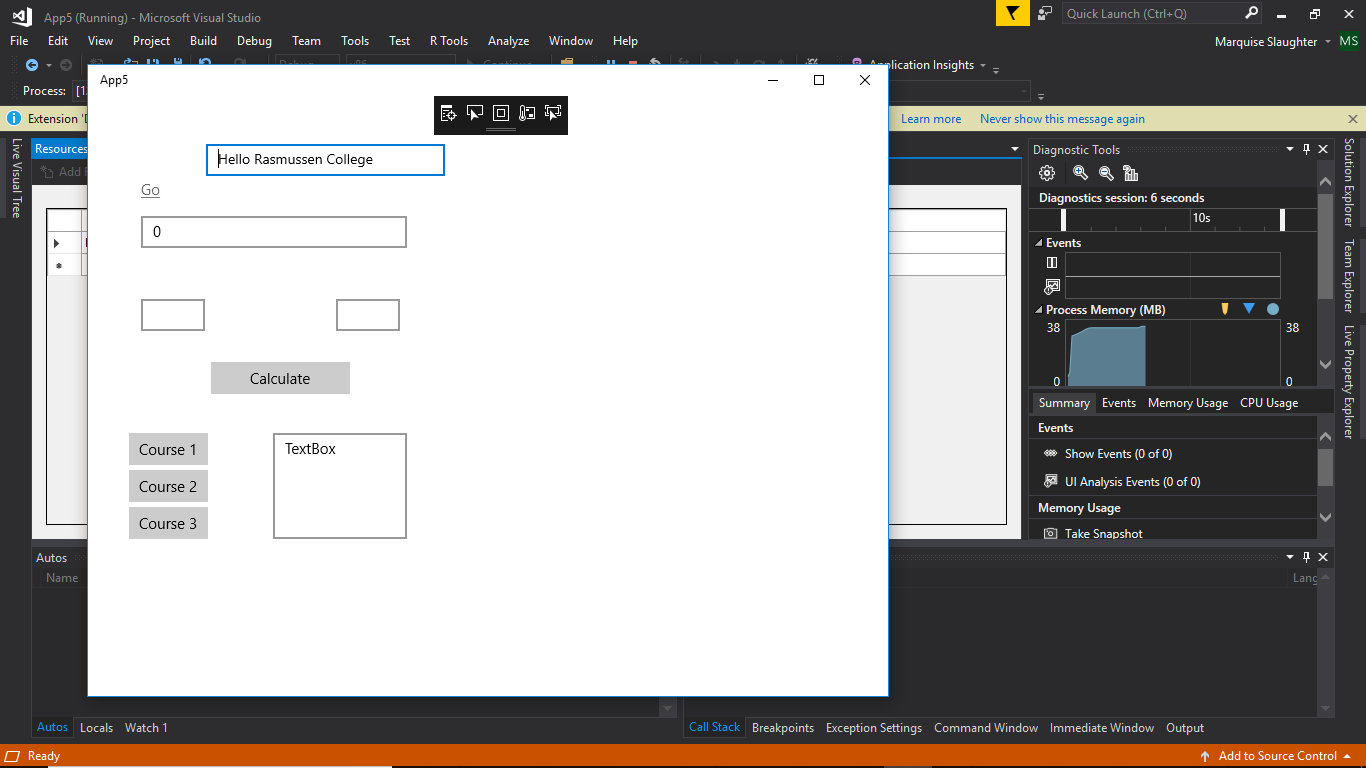 App5 (Running) - Microsoft Visual Studio
Quick Launch (Ctrl+Q)
File Edit View Project Build Debug Team Tools Test R Tools Analyze Window Help
Marquise Slaughter MS
Application Insights
Process:
Extension
Learn more Never show this message again
App5
Hello Rasmussen College
Go
0
Calculate
Course 1
Course 2
Course 3
TextBox
Live Visual Tree
Resources
Diagnostic Tools
Diagnostics session: 6 seconds
10s
Events
Process Memory (MB)
38 38
0 0
Summary Events Memory Usage CPU Usage
Events
Show Events (0 of 0)
UI Analysis Events (0 of 0)
Memory Usage
Take Snapshot
Solution Explorer
Team Explorer
Live Property Explorer
Autos
Name
Lang
Autos Locals Watch 1
Call Stack Breakpoints Exception Settings Command Window Immediate Window Output
Ready
Add to Source Control